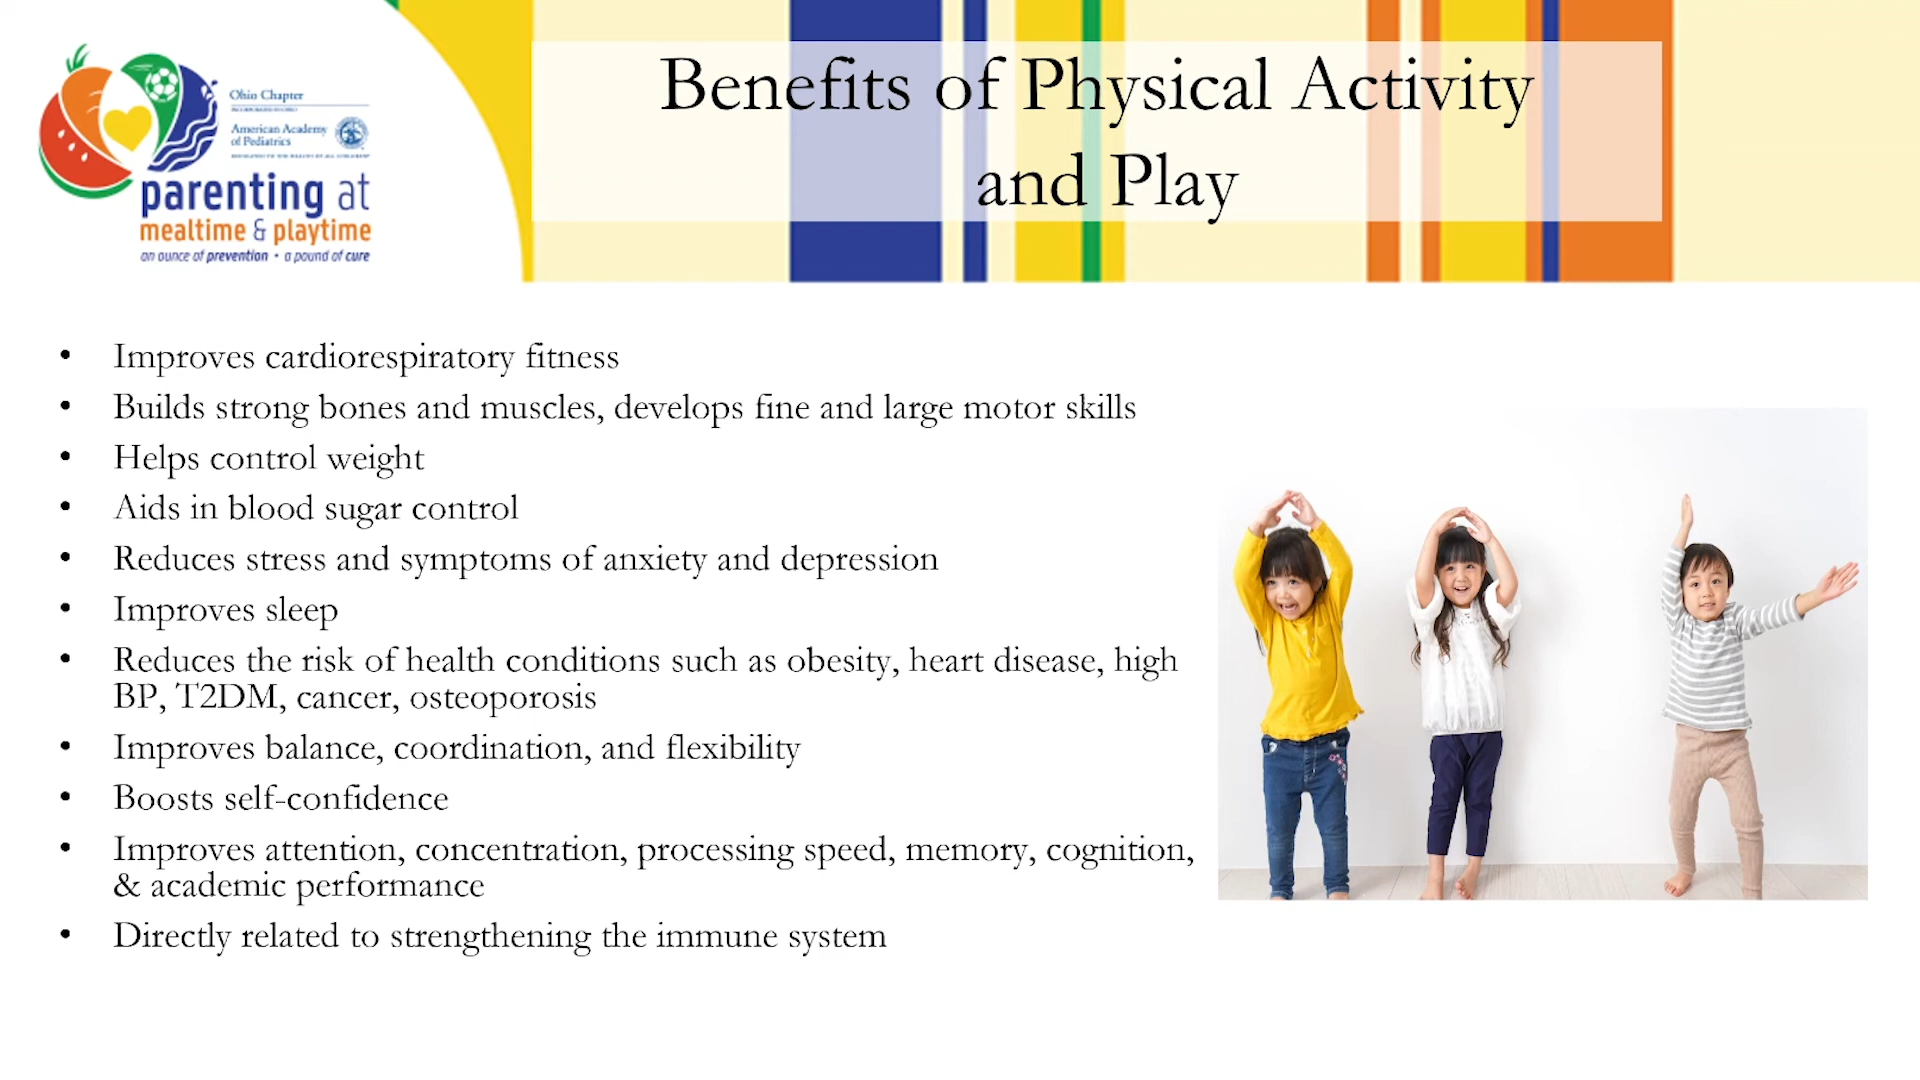 Benefits of Physical Activity
and Play
Ohio Chapter
American Academy
of Pediatrics
parenting at
mealtime & playtime
an ounce of prevention • a pound of cure
• Improves cardiorespiratory fitness
• Builds strong bones and muscles, develops fine and large motor skills
• Helps control weight
• Aids in blood sugar control
• Reduces stress and symptoms of anxiety and depression
• Improves sleep
• Reduces the risk of health conditions such as obesity, heart disease, high
BP, T2DM, cancer, osteoporosis
• Improves balance, coordination, and flexibility
• Boosts self-confidence
• Improves attention, concentration, processing speed, memory, cognition,
& academic performance
• Directly related to strengthening the immune system